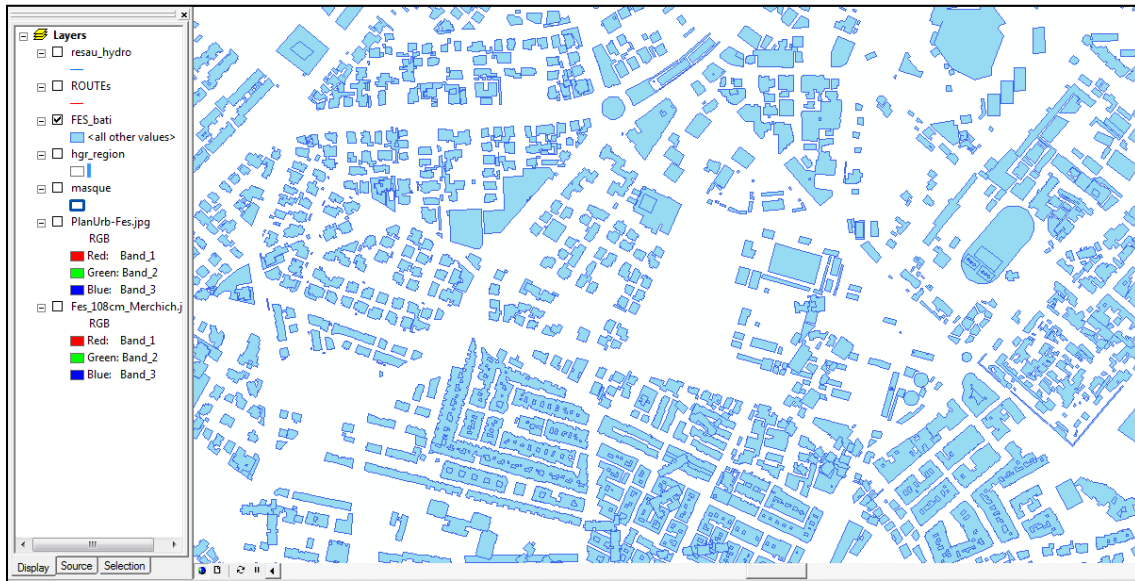 Layers
resau_hydro
ROUTEs
FES_bati
<all other values>
hgr_region
masque
PlanUrb-Fes.jpg
RGB
Red: Band_1
Green: Band_2
Blue: Band_3
Fes_108cm_Merchich.j
RGB
Red: Band_1
Green: Band_2
Blue: Band_3
Display Source Selection